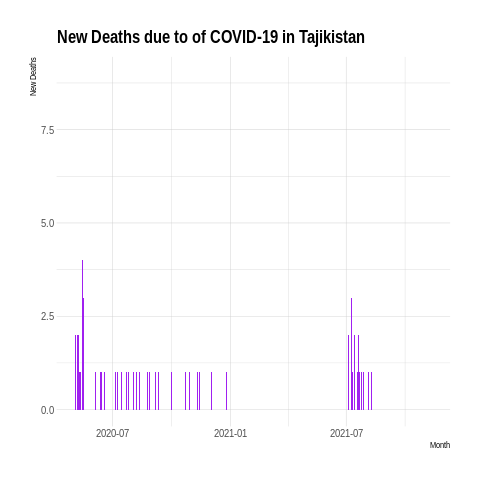 New Deaths due to of COVID-19 in Tajikistan
New Deaths
7.5
5.0
2.5
0.0
2020-07 2021-01 2021-07
Month